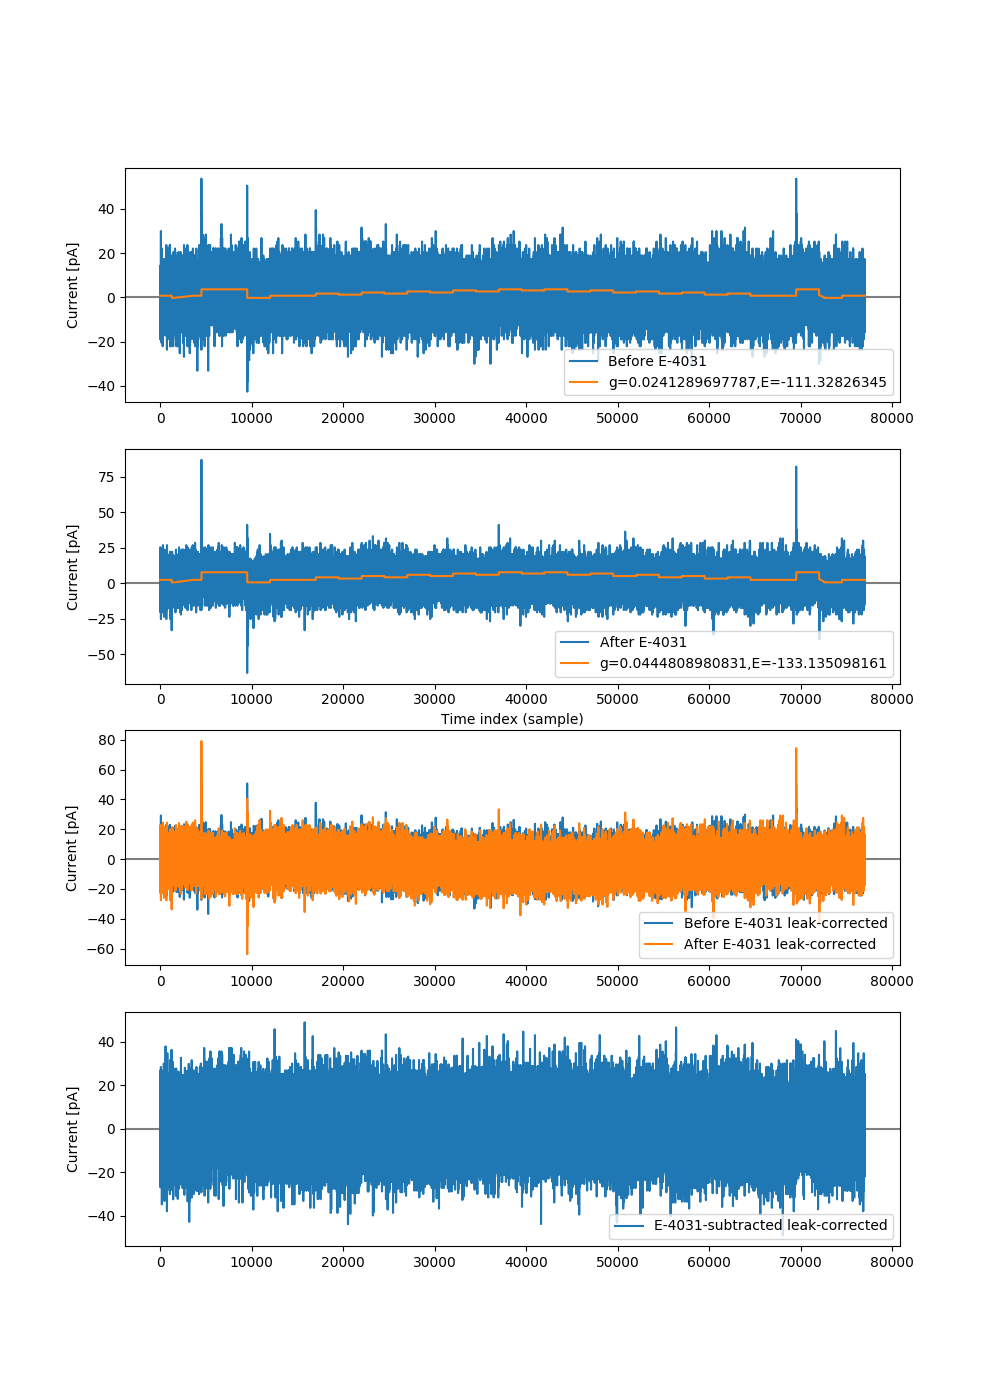 40
20
0
−20
−40
Current [pA]
Before E-4031
g=0.0241289697787,E=-111.32826345
0 10000 20000 30000 40000 50000 60000 70000 80000
75
50
25
0
−25
−50
Current [pA]
After E-4031
g=0.0444808980831,E=-133.135098161
0 10000 20000 30000 40000 50000 60000 70000 80000
Time index (sample)
80
60
40
20
0
−20
−40
−60
Current [pA]
Before E-4031 leak-corrected
After E-4031 leak-corrected
0 10000 20000 30000 40000 50000 60000 70000 80000
40
20
0
−20
−40
Current [pA]
E-4031-subtracted leak-corrected
0 10000 20000 30000 40000 50000 60000 70000 80000